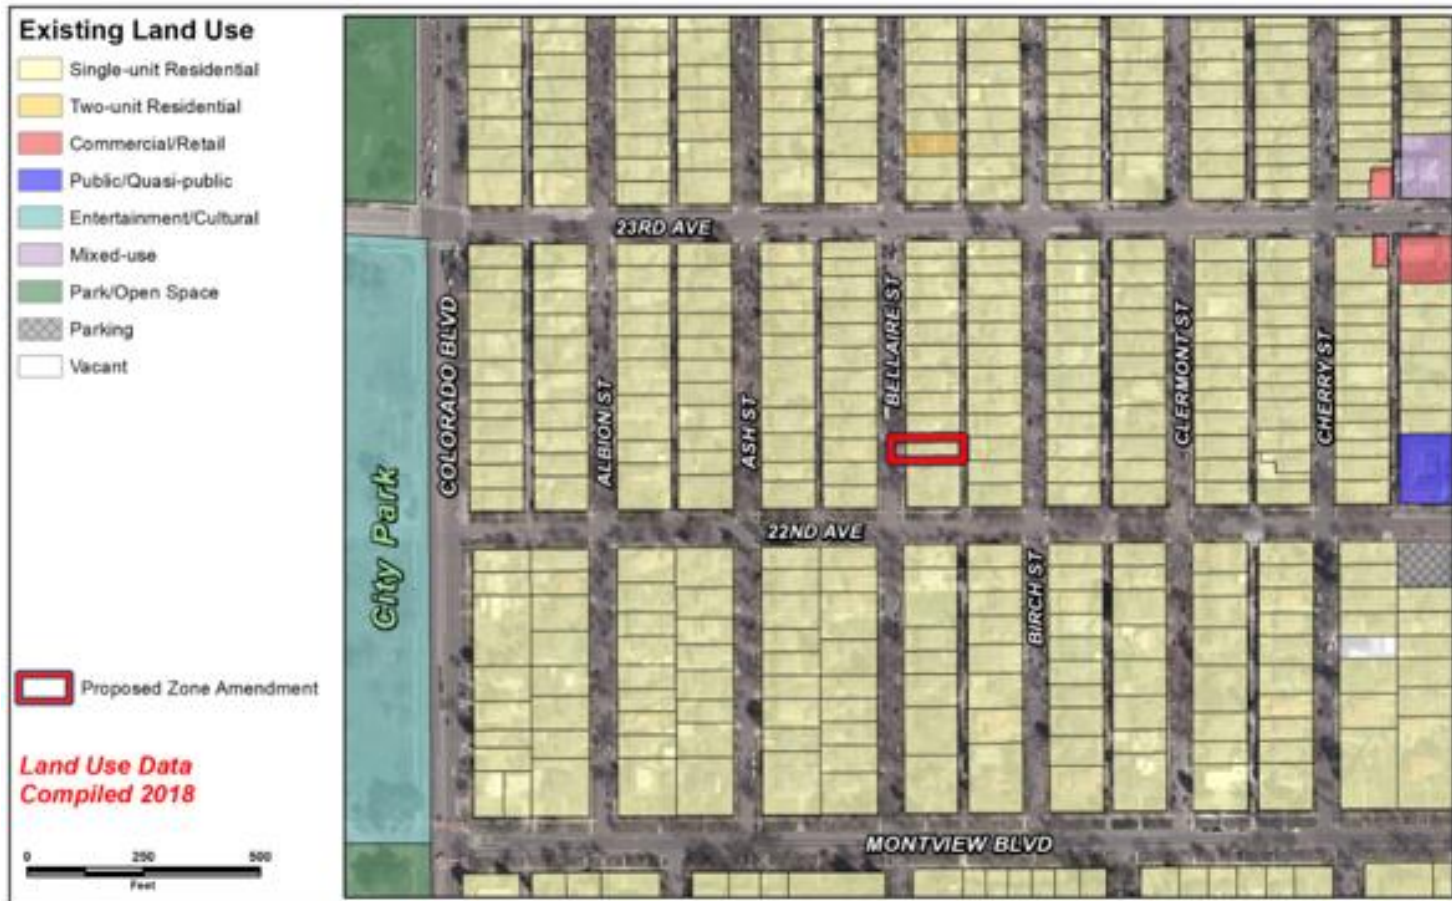 Existing Land Use
Single-unit Residential
Two-unit Residential
Commercial/Retail
Public/Quasi-public
Entertainment/Cultural
Mixed-use
Park/Open Space
Parking
Vacant
Proposed Zone Amendment
Land Use Data
Compiled 2018
0 250 500
Feet
23RD AVE
COLORADO BLVD
ALBION ST
ASH ST
BELLAIRE ST
CLERMONT ST
CHERRY ST
City Park
22ND AVE
BIRCH ST
MONTVIEW BLVD